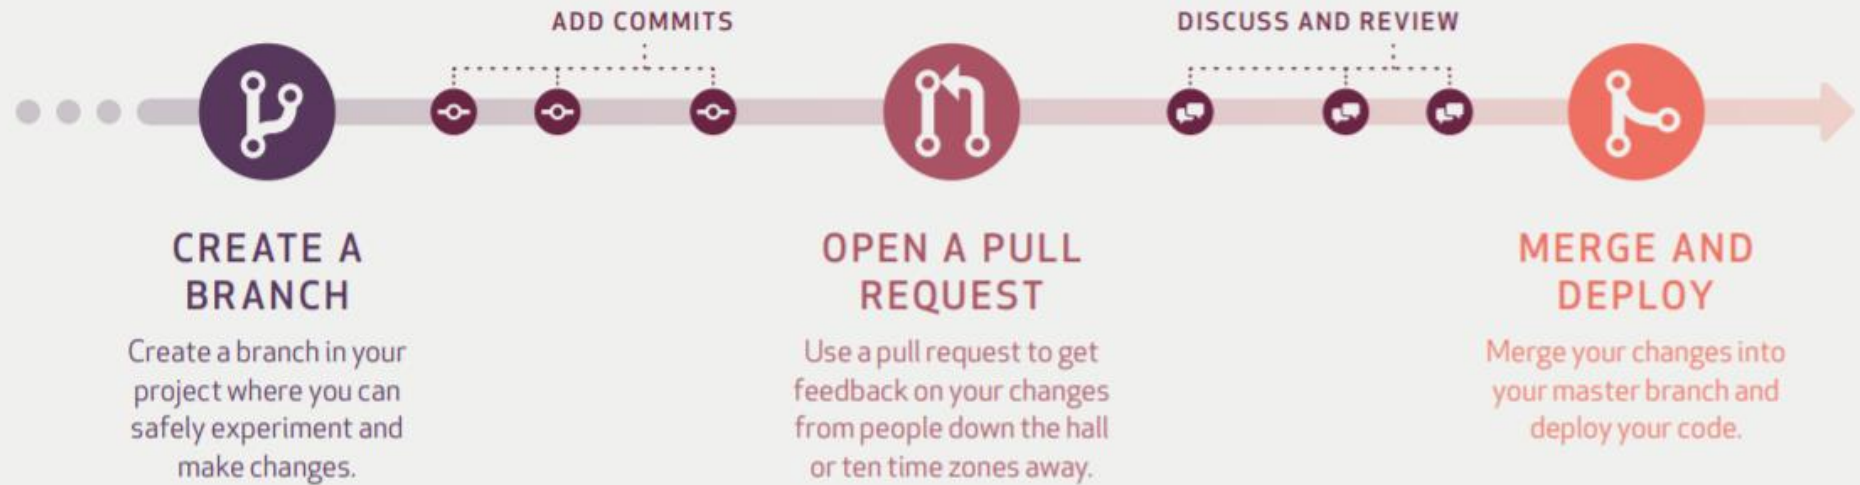 ADD COMMITS
DISCUSS AND REVIEW
CREATE A
BRANCH
Create a branch in your
project where you can
safely experiment and
make changes.
OPEN A PULL
REQUEST
Use a pull request to get
feedback on your changes
from people down the hall
or ten time zones away.
MERGE AND
DEPLOY
Merge your changes into
your master branch and
deploy your code.